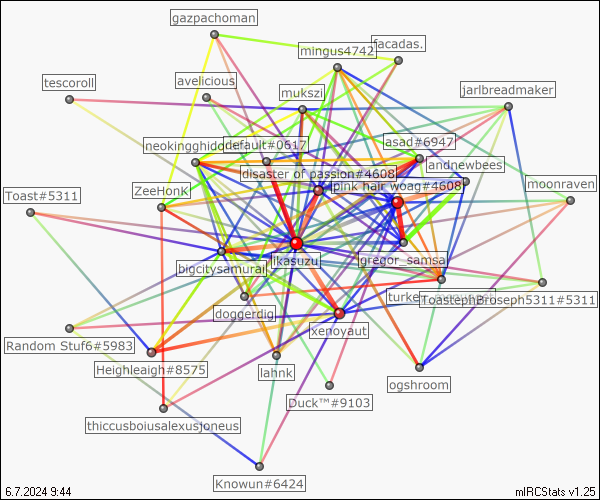 gazpachoman
mingus4742
facadas.
tescoroll
avelicious
mukszi
jarlbreadmaker
neokingghidor
default#0617
asad#6947
disaster of passion#4608
andnewbees
ZeeHonK
pink hair woag#4608
moonraven
Toast#5311
ikasuzu
gregor_samsa
bigcitysamurai
turke
ToastephBroseph5311#5311
doggerdig
xenoyaut
Random Stuf6#5983
Heighleaigh#8575
lahnk
ogshroom
Duck™#9103
thiccusboiusalexusjoneus
Knowun#6424
6.7.2024 9:44
mIRCStats v1.25